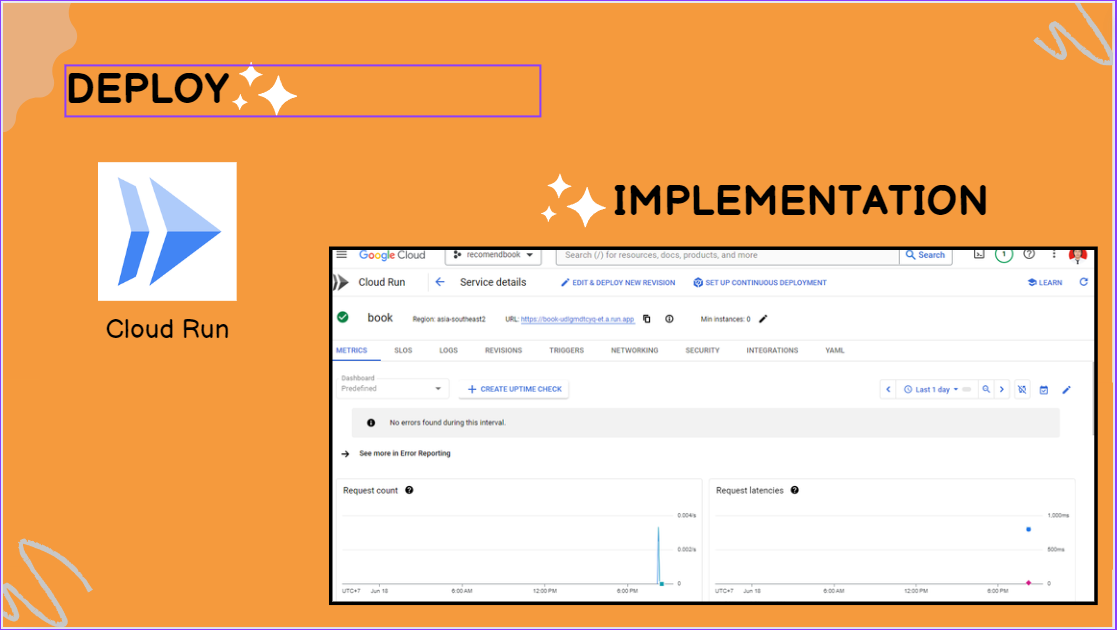 DEPLOY
Cloud Run
IMPLEMENTATION
Google Cloud recomendbook Search (/) for resources, docs, products, and more Search 1
Cloud Run Service details EDIT & DEPLOY NEW REVISION SET UP CONTINUOUS DEPLOYMENT LEARN
book Region: asia-southeast2 URL: https://book-udlgmdtcyq-et.a.run.app Min instances: 0
METRICS SLOS LOGS REVISIONS TRIGGERS NETWORKING SECURITY INTEGRATIONS YAML
Dashboard
Predefined CREATE UPTIME CHECK Last 1 day
No errors found during this interval.
See more in Error Reporting
Request count Request latencies
0.004/s 1,000ms
0.002/s 500ms
0 0
UTC+7 Jun 18 6:00 AM 12:00 PM 6:00 PM UTC+7 Jun 18 6:00 AM 12:00 PM 6:00 PM